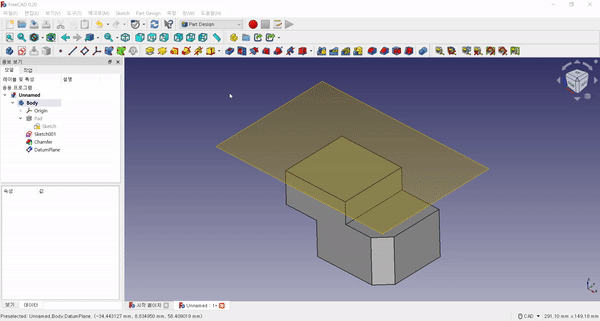 FreeCAD 0.20
파일(F) 편집(E) 보기(V) 도구(T) 매크로(M) Sketch Part Design 측정 창(W) 도움말(H)
Part Design
콤보 보기
모델 작업
레이블 및 속성 설명
응용 프로그램
Unnamed
Body
Origin
Pad
Sketch
Sketch001
Chamfer
DatumPlane
속성 값
보기 데이터
시작 페이지
Unnamed : 1*
Preselected: Unnamed.Body.DatumPlane. (-34,443127 mm, 8,834950 mm, 58,409019 mm)
CAD
291.10 mm x 149.18 mm